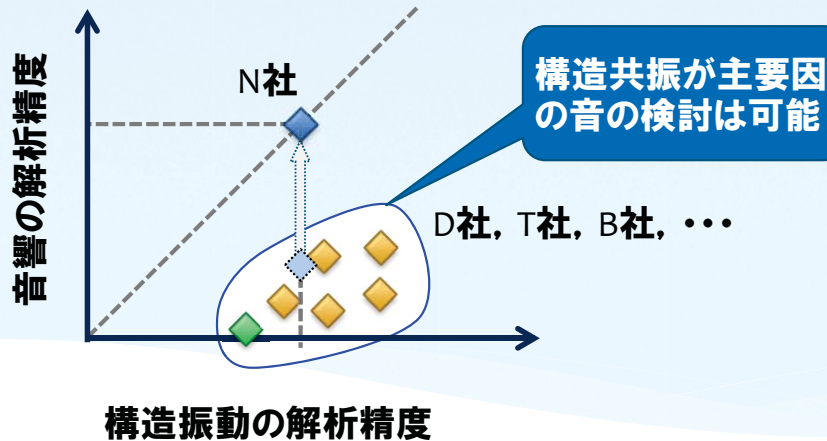 音響の解析精度
N社
構造共振が主要因
の音の検討は可能
D社, T社, B社, ・・・
構造振動の解析精度